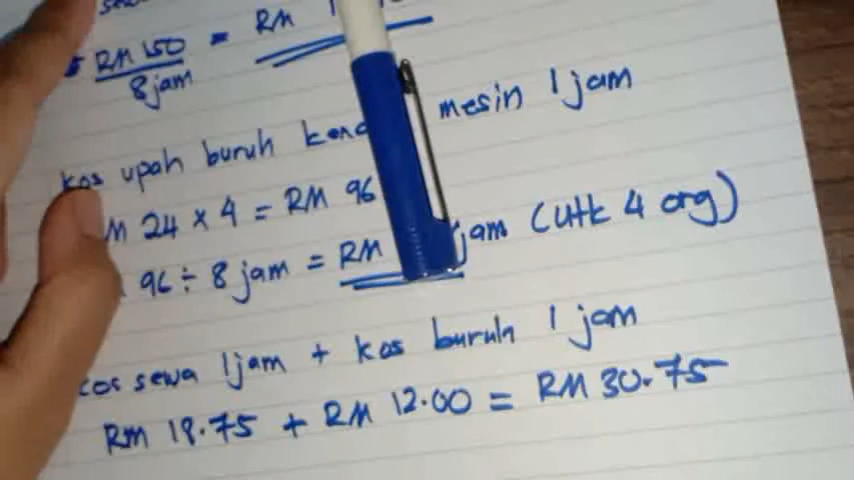 RM 150 = RM 1
8 jam
kos upah buruh mesin 1 jam
24 x 4 = RM 96
96 ÷ 8 jam = RM jam (utk 4 org)
kos sewa 1 jam + kos buruh 1 jam
RM 18.75 + RM 12.00 = RM 30.75